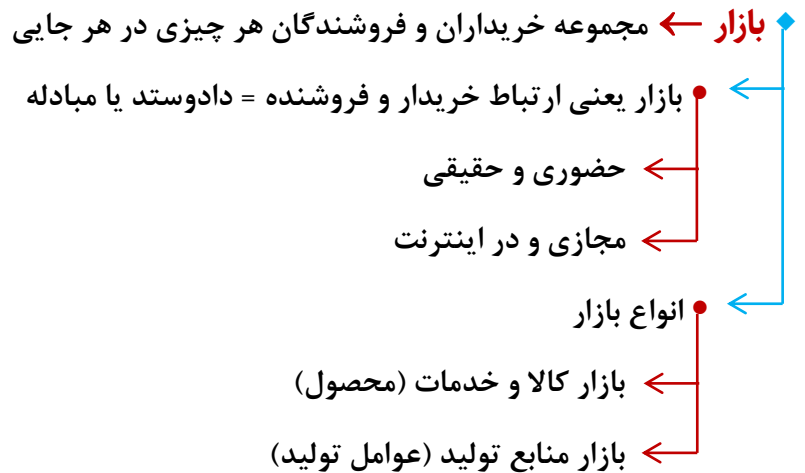 بازار ← مجموعه خریداران و فروشندگان هر چیزی در هر جایی
بازار یعنی ارتباط خریدار و فروشنده = دادوستد یا مبادله
حضوری و حقیقی
مجازی و در اینترنت
انواع بازار
بازار کالا و خدمات (محصول)
بازار منابع تولید (عوامل تولید)